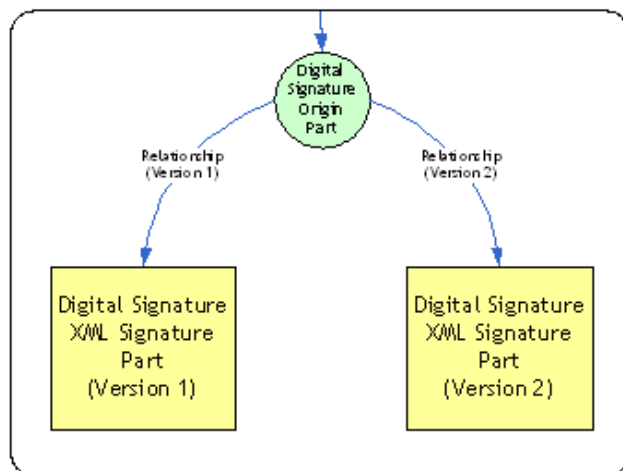 Digital
Signature
Origin
Part
Relationship
(Version 1)
Relationship
(Version 2)
Digital Signature
XML Signature
Part
(Version 1)
Digital Signature
XML Signature
Part
(Version 2)